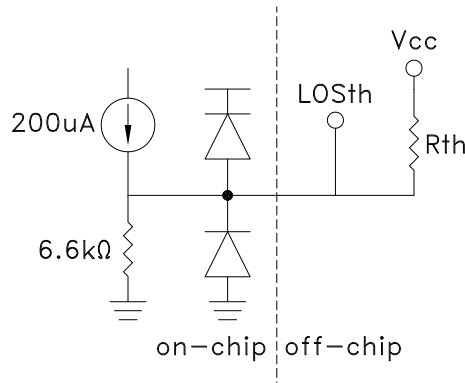 Vcc
LOSth
200uA
Rth
6.6kΩ
on-chip
off-chip